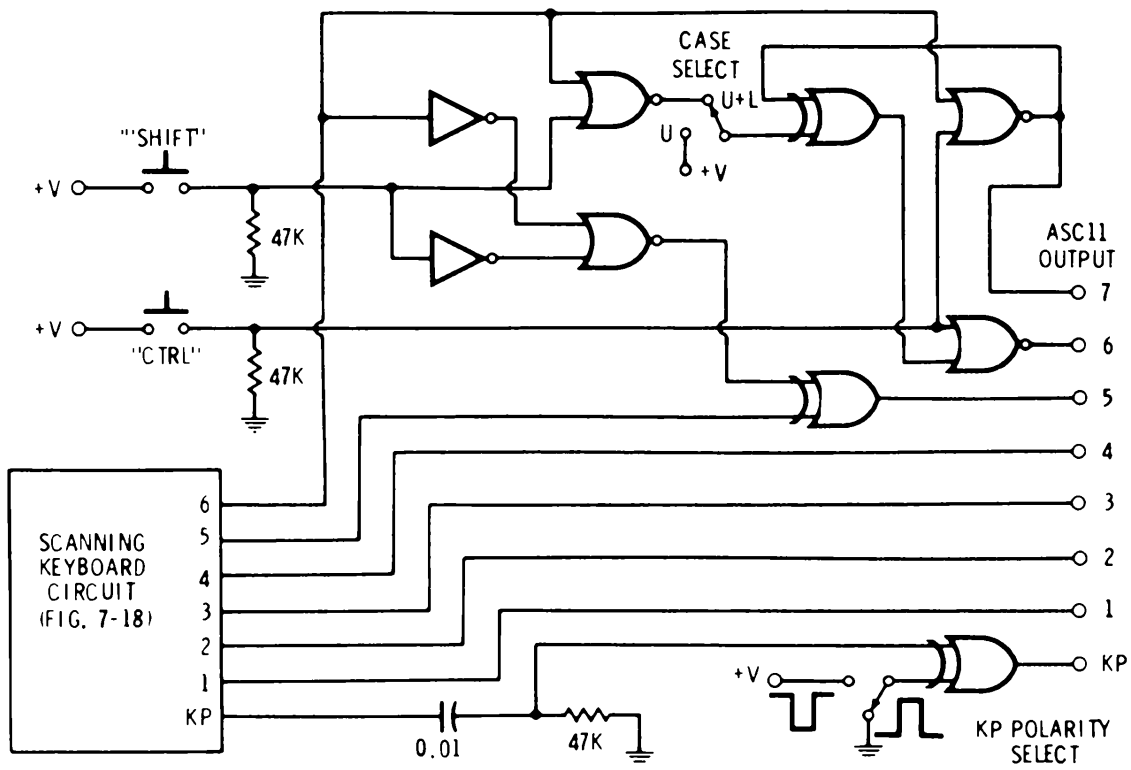 CASE
SELECT
U+L
U
+V
"'SHIFT'
+V
47K
ASC11
OUTPUT
7
+V
"CTRL"
47K
6
5
4
3
2
1
KP
SCANNING
KEYBOARD
CIRCUIT
(FIG. 7-18)
6
5
4
3
2
1
KP
0.01
47K
+V
KP POLARITY
SELECT